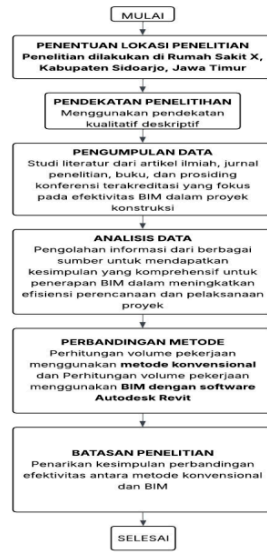 MULAI
PENENTUAN LOKASI PENELITIAN
Penelitian dilakukan di Rumah Sakit X,
Kabupaten Sidoarjo, Jawa Timur
PENDEKATAN PENELITIHAN
Menggunakan pendekatan
kualitatif deskriptif
PENGUMPULAN DATA
Studi literatur dari artikel ilmiah, jurnal
penelitian, buku, dan prosiding
konferensi terakreditasi yang fokus
pada efektivitas BIM dalam proyek
konstruksi
ANALISIS DATA
Pengolahan informasi dari berbagai
sumber untuk mendapatkan
kesimpulan yang komprehensif untuk
penerapan BIM dalam meningkatkan
efisiensi perencanaan dan pelaksanaan
proyek
PERBANDINGAN METODE
Perhitungan volume pekerjaan
menggunakan metode konvensional
dan Perhitungan volume pekerjaan
menggunakan BIM dengan software
Autodesk Revit
BATASAN PENELITIAN
Penarikan kesimpulan perbandingan
efektivitas antara metode konvensional
dan BIM
SELESAI